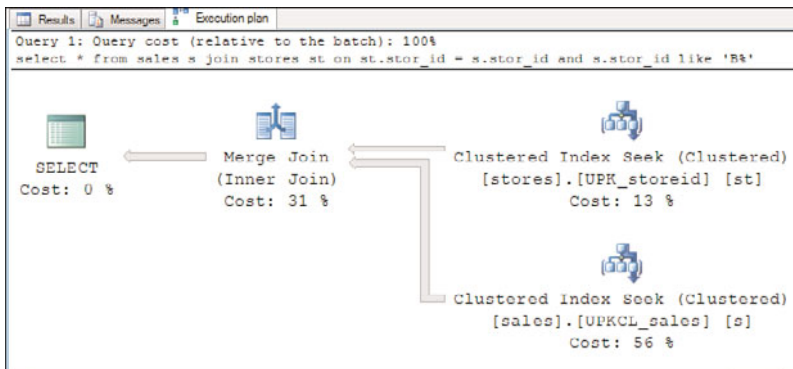 Results Messages Execution plan
Query 1: Query cost (relative to the batch): 100%
select * from sales s join stores st on st.stor_id = s.stor_id and s.stor_id like 'B%'
SELECT
Cost: 0 %
Merge Join
(Inner Join)
Cost: 31 %
Clustered Index Seek (Clustered)
[stores].[UPK_storeid] [st]
Cost: 13 %
Clustered Index Seek (Clustered)
[sales].[UPKCL_sales] [s]
Cost: 56 %